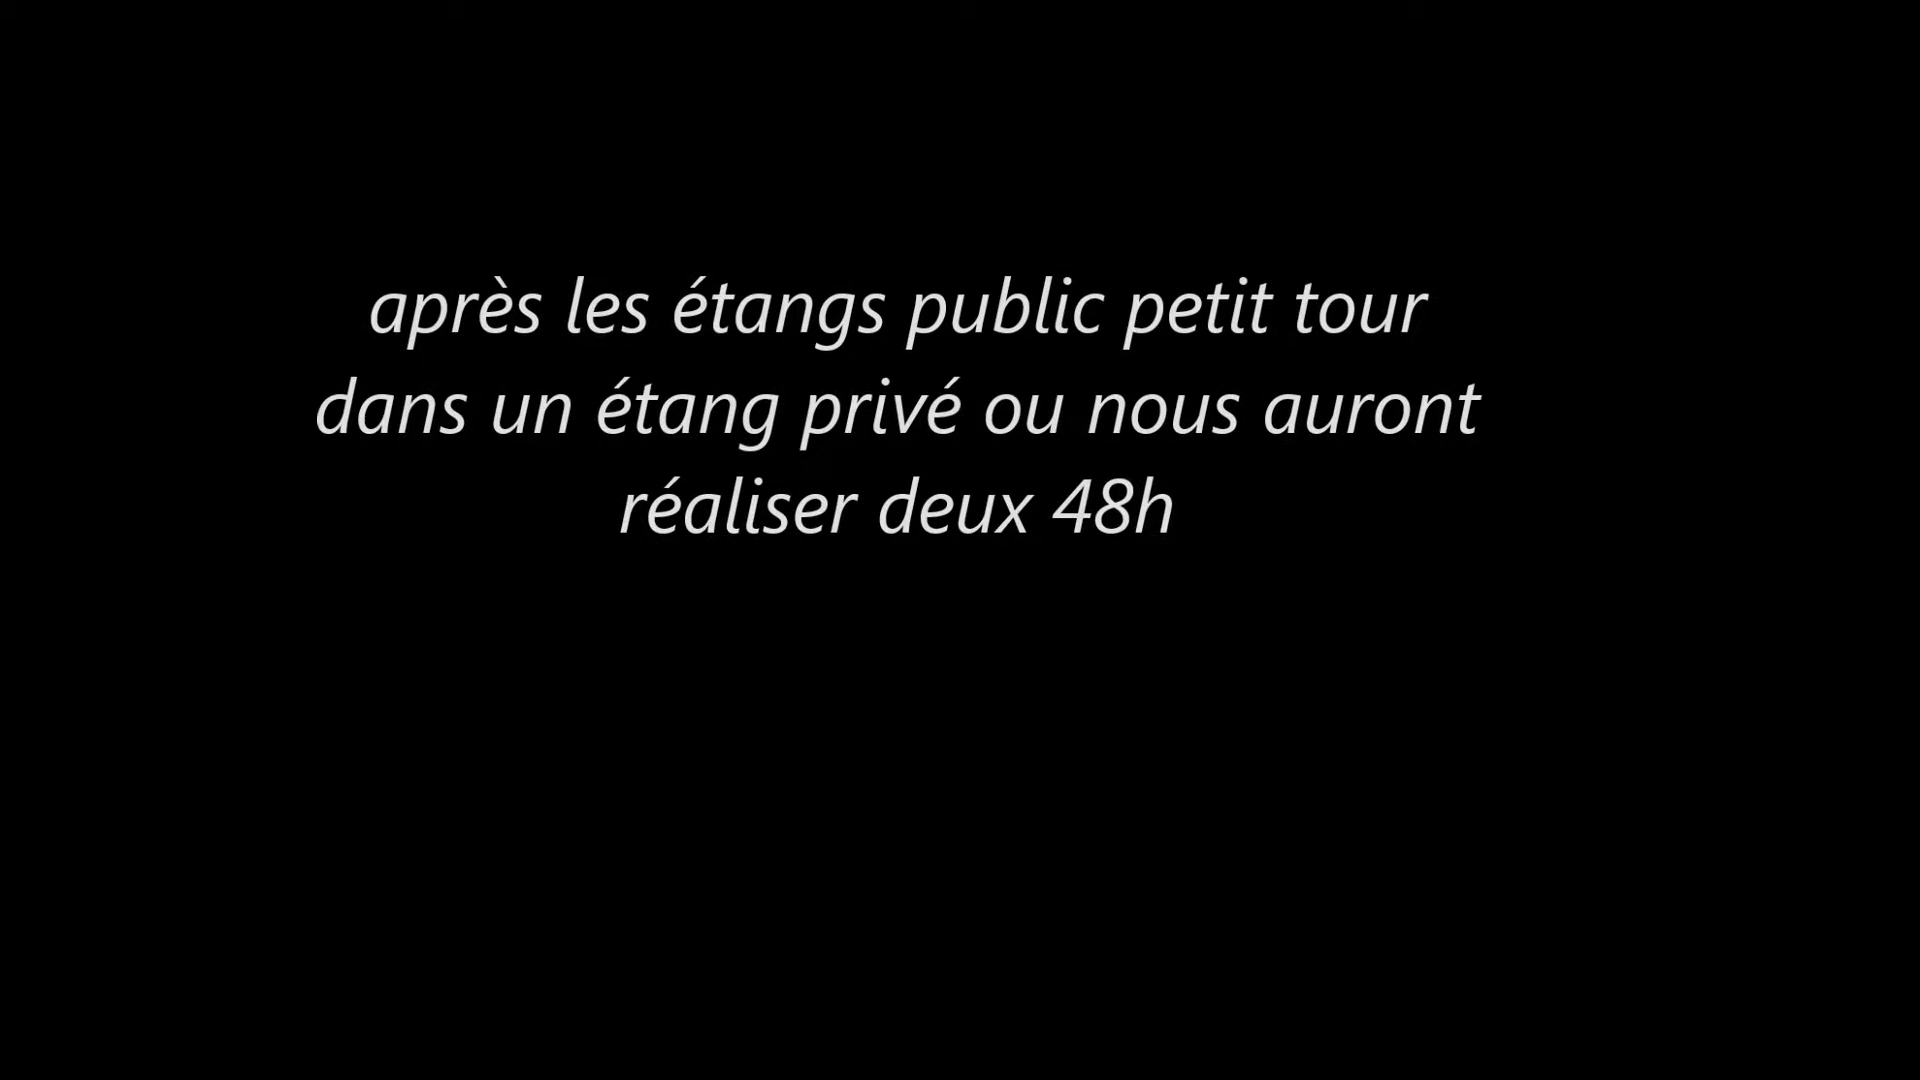 après les étangs public petit tour
dans un étang privé ou nous auront
réaliser deux 48h